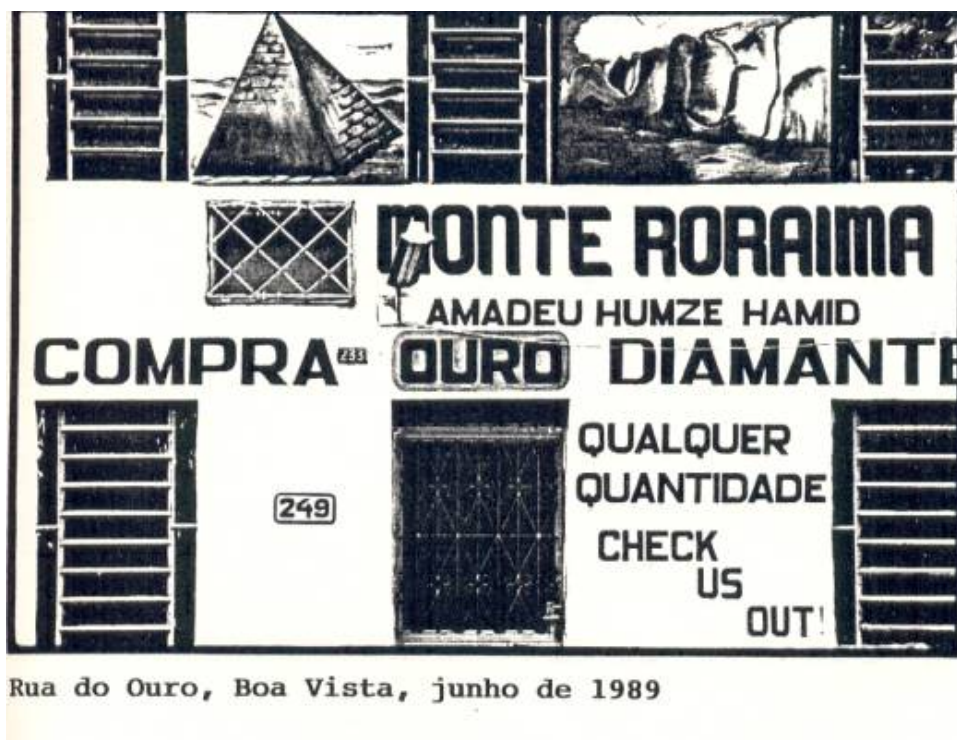 MONTE RORAIMA
AMADEU HUMZE HAMID
COMPRA 233 OURO DIAMANTE
249
QUALQUER
QUANTIDADE
CHECK
US
OUT!
Rua do Ouro, Boa Vista, junho de 1989